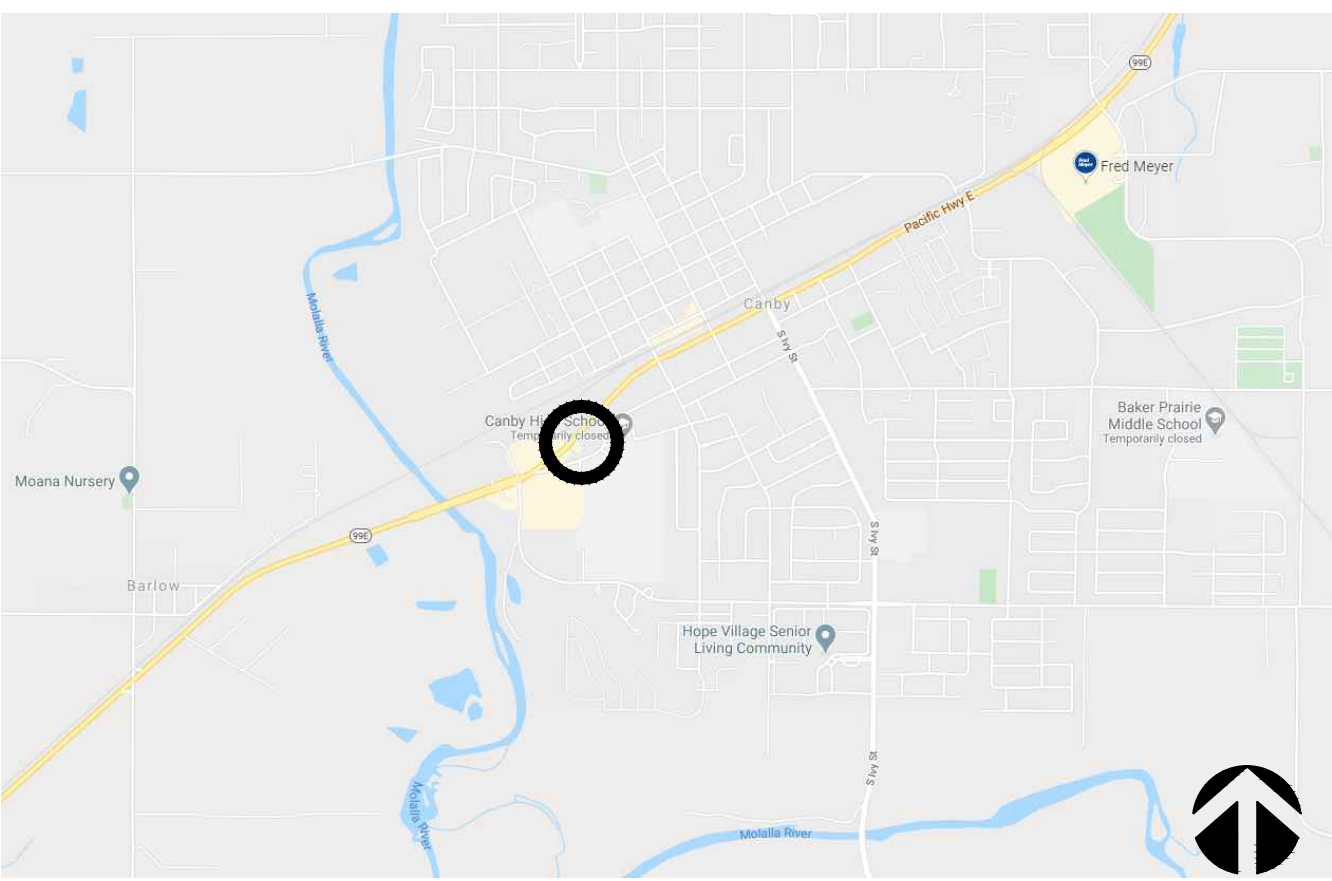 99E
Fred Meyer
Fred Meyer
Pacific Hwy E
Canby
Molalla River
S Ivy St
Canby High School
Temporarily closed
Baker Prairie
Middle School
Temporarily closed
Moana Nursery
99E
S Ivy St
Barlow
Hope Village Senior
Living Community
S Ivy St
Molalla River
Molalla River